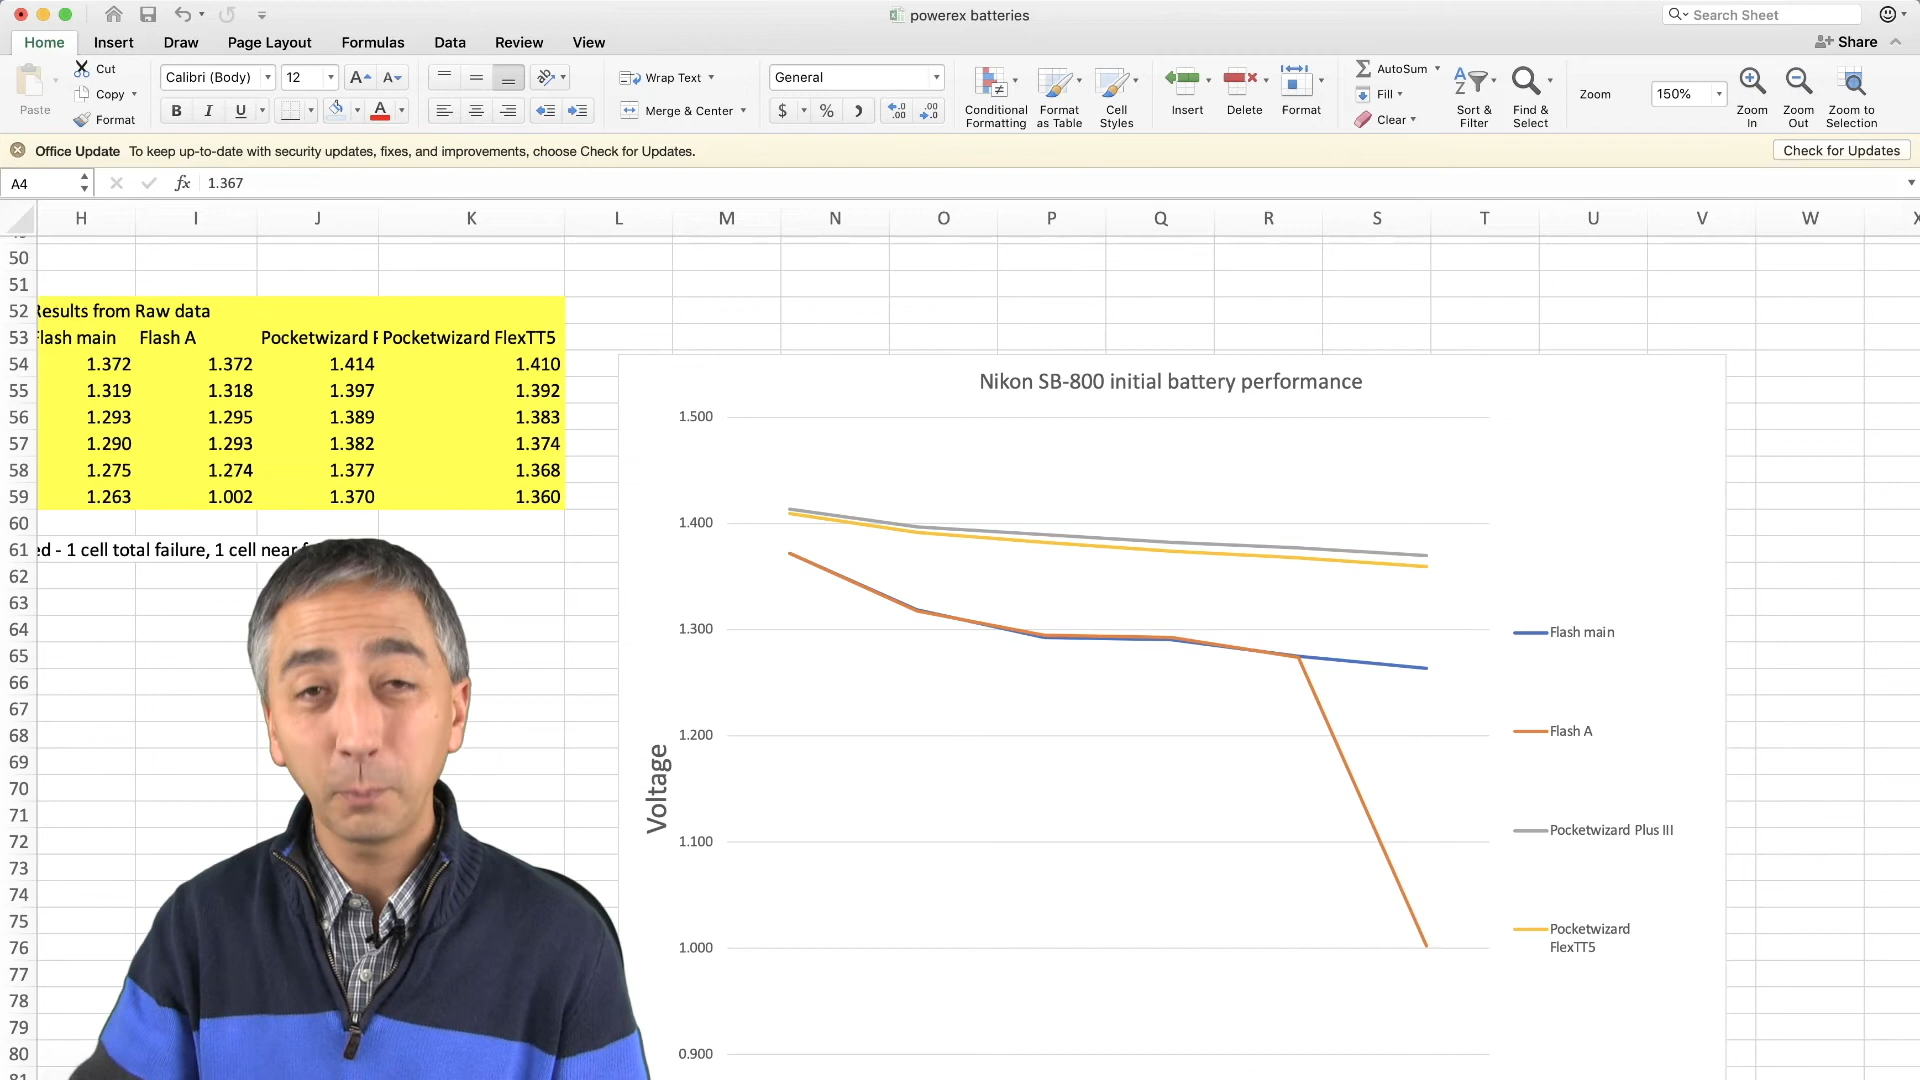 powerex batteries
Search Sheet
Home Insert Draw Page Layout Formulas Data Review View
Share
Paste
Cut
Copy
Format
Calibri (Body) 12
B I U
Wrap Text
Merge & Center
General
$ %
Conditional Formatting
Format as Table
Cell Styles
Insert
Delete
Format
AutoSum
Fill
Clear
Sort & Filter
Find & Select
Zoom 150%
Zoom In
Zoom Out
Zoom to Selection
Office Update To keep up-to-date with security updates, fixes, and improvements, choose Check for Updates.
Check for Updates
A4 fx 1.367
H I J K L M N O P Q R S T U V W
50
51
52 Results from Raw data
53 Flash main Flash A Pocketwizard Pocketwizard FlexTT5
54 1.372 1.372 1.414 1.410
55 1.319 1.318 1.397 1.392
56 1.293 1.295 1.389 1.383
57 1.290 1.293 1.382 1.374
58 1.275 1.274 1.377 1.368
59 1.263 1.002 1.370 1.360
60
61 ed - 1 cell total failure, 1 cell near
62
63
64
65
66
67
68
69
70
71
72
73
74
75
76
77
78
79
80
Nikon SB-800 initial battery performance
Voltage
1.500
1.400
1.300
1.200
1.100
1.000
0.900
Flash main
Flash A
Pocketwizard Plus III
Pocketwizard
FlexTT5